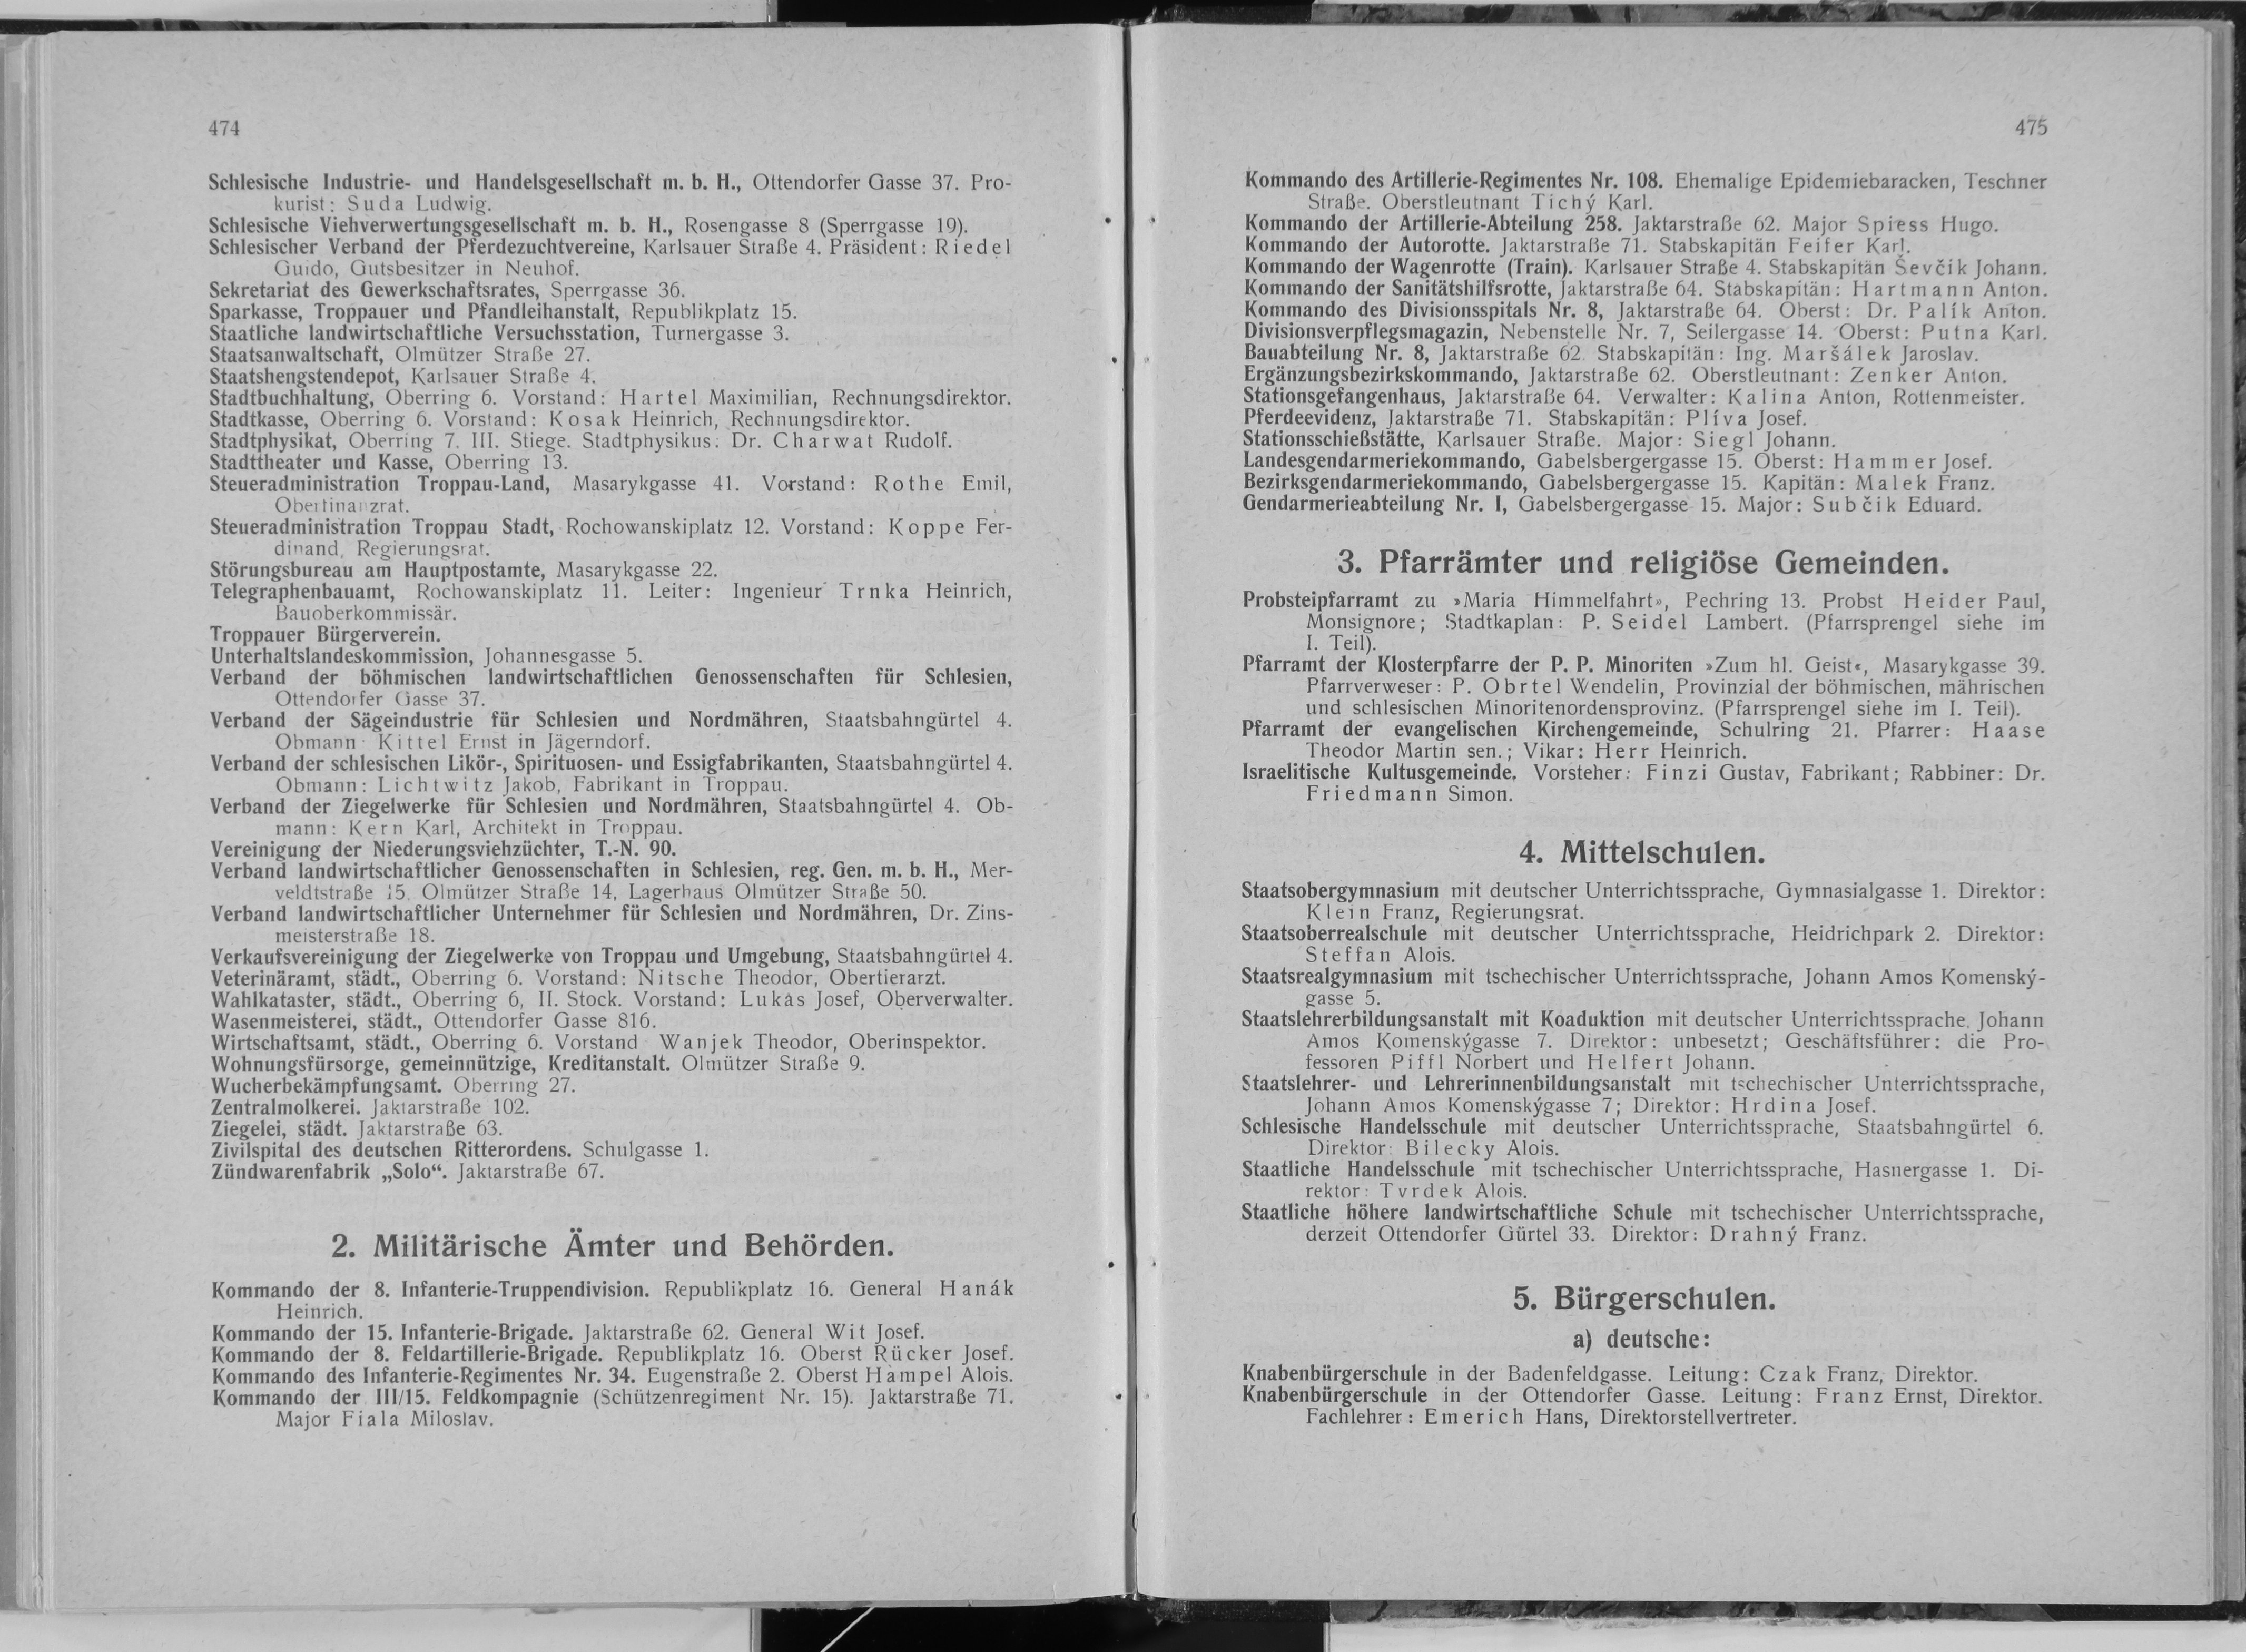 474
Schlesische Industrie- und Handelsgesellschaft m. b. H., Ottendorfer Gasse 37. Pro-
kurist: Suda Ludwig.
Schlesische Viehverwertungsgesellschaft m. b. H., Rosengasse 8 (Sperrgasse 19).
Schlesischer Verband der Pferdezuchtvereine, Karlsauer Straße 4. Präsident: Riedel
Guido, Gutsbesitzer in Neuhof.
Sekretariat des Gewerkschaftsrates, Sperrgasse 36.
Sparkasse, Troppauer und Pfandleihanstalt, Republikplatz 15.
Staatliche landwirtschaftliche Versuchsstation, Turnergasse 3.
Staatsanwaltschaft, Olmützer Straße 27.
Staatshengstendepot, Karlsauer Straße 4.
Stadtbuchhaltung, Oberring 6. Vorstand: Hartel Maximilian, Rechnungsdirektor.
Stadtkasse, Oberring 6. Vorstand: Kosak Heinrich, Rechnungsdirektor.
Stadtphysikat, Oberring 7. III. Stiege. Stadtphysikus: Dr. Charwat Rudolf.
Stadttheater und Kasse, Oberring 13.
Steueradministration Troppau-Land, Masarykgasse 41. Vorstand: Rothe Emil,
Oberfinanzrat.
Steueradministration Troppau Stadt, Rochowanskiplatz 12. Vorstand: Koppe Fer-
dinand, Regierungsrat.
Störungsbureau am Hauptpostamte, Masarykgasse 22.
Telegraphenbauamt, Rochowanskiplatz 11. Leiter: Ingenieur Trnka Heinrich,
Bauoberkommissär.
Troppauer Bürgerverein.
Unterhaltslandeskommission, Johannesgasse 5.
Verband der böhmischen landwirtschaftlichen Genossenschaften für Schlesien,
Ottendorfer Gasse 37.
Verband der Sägeindustrie für Schlesien und Nordmähren, Staatsbahngürtel 4.
Obmann: Kittel Ernst in Jägerndorf.
Verband der schlesischen Likör-, Spirituosen- und Essigfabrikanten, Staatsbahngürtel 4.
Obmann: Lichtwitz Jakob, Fabrikant in Troppau.
Verband der Ziegelwerke für Schlesien und Nordmähren, Staatsbahngürtel 4. Ob-
mann: Kern Karl, Architekt in Troppau.
Vereinigung der Niederungsviehzüchter, T.-N. 90.
Verband landwirtschaftlicher Genossenschaften in Schlesien, reg. Gen. m. b. H., Mer-
veldtstraße 15. Olmützer Straße 14, Lagerhaus Olmützer Straße 50.
Verband landwirtschaftlicher Unternehmer für Schlesien und Nordmähren, Dr. Zins-
meisterstraße 18.
Verkaufsvereinigung der Ziegelwerke von Troppau und Umgebung, Staatsbahngürtel 4.
Veterinäramt, städt., Oberring 6. Vorstand: Nitsche Theodor, Obertierarzt.
Wahlkataster, städt., Oberring 6, II. Stock. Vorstand: Lukas Josef, Oberverwalter.
Wasenmeisterei, städt., Ottendorfer Gasse 816.
Wirtschaftsamt, städt., Oberring 6. Vorstand Wanjek Theodor, Oberinspektor.
Wohnungsfürsorge, gemeinnützige, Kreditanstalt. Olmützer Straße 9.
Wucherbekämpfungsamt. Oberring 27.
Zentralmolkerei. Jaktarstraße 102.
Ziegelei, städt. Jaktarstraße 63.
Zivilspital des deutschen Ritterordens. Schulgasse 1.
Zündwarenfabrik „Solo“. Jaktarstraße 67.
2. Militärische Ämter und Behörden.
Kommando der 8. Infanterie-Truppendivision. Republikplatz 16. General Hanák
Heinrich.
Kommando der 15. Infanterie-Brigade. Jaktarstraße 62. General Wit Josef.
Kommando der 8. Feldartillerie-Brigade. Republikplatz 16. Oberst Rücker Josef.
Kommando des Infanterie-Regimentes Nr. 34. Eugenstraße 2. Oberst Hampel Alois.
Kommando der III/15. Feldkompagnie (Schützenregiment Nr. 15). Jaktarstraße 71.
Major Fiala Miloslav.
475
Kommando des Artillerie-Regimentes Nr. 108. Ehemalige Epidemiebaracken, Teschner
Straße. Oberstleutnant Tichý Karl.
Kommando der Artillerie-Abteilung 258. Jaktarstraße 62. Major Spiess Hugo.
Kommando der Autorotte. Jaktarstraße 71. Stabskapitän Feifer Karl.
Kommando der Wagenrotte (Train). Karlsauer Straße 4. Stabskapitän Ševčik Johann.
Kommando der Sanitätshilfsrotte, Jaktarstraße 64. Stabskapitän: Hartmann Anton.
Kommando des Divisionsspitals Nr. 8, Jaktarstraße 64. Oberst: Dr. Palík Anton.
Divisionsverpflegsmagazin, Nebenstelle Nr. 7, Seilergasse 14. Oberst: Putna Karl.
Bauabteilung Nr. 8, Jaktarstraße 62. Stabskapitän: Ing. Maršálek Jaroslav.
Ergänzungsbezirkskommando, Jaktarstraße 62. Oberstleutnant: Zenker Anton.
Stationsgefangenhaus, Jaktarstraße 64. Verwalter: Kalina Anton, Rottenmeister.
Pferdeevidenz, Jaktarstraße 71. Stabskapitän: Plíva Josef.
Stationsschießstätte, Karlsauer Straße. Major: Siegl Johann.
Landesgendarmeriekommando, Gabelsbergergasse 15. Oberst: Hammer Josef.
Bezirksgendarmeriekommando, Gabelsbergergasse 15. Kapitän: Malek Franz.
Gendarmerieabteilung Nr. I, Gabelsbergergasse 15. Major: Subčik Eduard.
3. Pfarrämter und religiöse Gemeinden.
Probsteipfarramt zu »Maria Himmelfahrt», Pechring 13. Probst Heider Paul,
Monsignore; Stadtkaplan: P. Seidel Lambert. (Pfarrsprengel siehe im
I. Teil).
Pfarramt der Klosterpfarre der P. P. Minoriten »Zum hl. Geist«, Masarykgasse 39.
Pfarrverweser: P. Obrtel Wendelin, Provinzial der böhmischen, mährischen
und schlesischen Minoritenordensprovinz. (Pfarrsprengel siehe im I. Teil).
Pfarramt der evangelischen Kirchengemeinde, Schulring 21. Pfarrer: Haase
Theodor Martin sen.; Vikar: Herr Heinrich.
Israelitische Kultusgemeinde. Vorsteher: Finzi Gustav, Fabrikant; Rabbiner: Dr.
Friedmann Simon.
4. Mittelschulen.
Staatsobergymnasium mit deutscher Unterrichtssprache, Gymnasialgasse 1. Direktor:
Klein Franz, Regierungsrat.
Staatsoberrealschule mit deutscher Unterrichtssprache, Heidrichpark 2. Direktor:
Steffan Alois.
Staatsrealgymnasium mit tschechischer Unterrichtssprache, Johann Amos Komenský-
gasse 5.
Staatslehrerbildungsanstalt mit Koaduktion mit deutscher Unterrichtssprache. Johann
Amos Komenskýgasse 7. Direktor: unbesetzt; Geschäftsführer: die Pro-
fessoren Piffl Norbert und Helfert Johann.
Staatslehrer- und Lehrerinnenbildungsanstalt mit tschechischer Unterrichtssprache,
Johann Amos Komenskýgasse 7; Direktor: Hrdina Josef.
Schlesische Handelsschule mit deutscher Unterrichtssprache, Staatsbahngürtel 6.
Direktor: Bilecky Alois.
Staatliche Handelsschule mit tschechischer Unterrichtssprache, Hasnergasse 1. Di-
rektor: Tvrdek Alois.
Staatliche höhere landwirtschaftliche Schule mit tschechischer Unterrichtssprache,
derzeit Ottendorfer Gürtel 33. Direktor: Drahný Franz.
5. Bürgerschulen.
a) deutsche:
Knabenbürgerschule in der Badenfeldgasse. Leitung: Czak Franz, Direktor.
Knabenbürgerschule in der Ottendorfer Gasse. Leitung: Franz Ernst, Direktor.
Fachlehrer: Emerich Hans, Direktorstellvertreter.